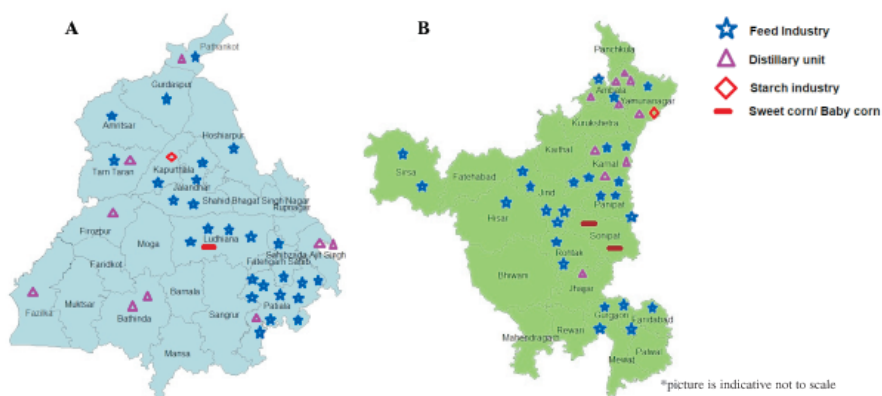 A
Pathankot
Gurdaspur
Amritsar
Hoshiarpur
Tarn Taran
Kapurthala
Jalandhar
Shahid Bhagat Singh Nagar
Rupnagar
Firozpur
Moga
Ludhiana
Sahibzada Ajit Singh
Fatehgarh Sahib
Faridkot
Fazilka
Muktsar
Bathinda
Barnala
Sangrur
Patiala
Mansa
B
Panchkula
Ambala
Yamunanagar
Kurukshetra
Kaithal
Karnal
Sirsa
Fatehabad
Jind
Hisar
Panipat
Sonipat
Rohtak
Bhiwani
Jhajjar
Gurgaon
Faridabad
Rewari
Mahendragarh
Mewat
Palwal
Feed Industry
Distillary unit
Starch industry
Sweet corn/ Baby corn
*picture is indicative not to scale